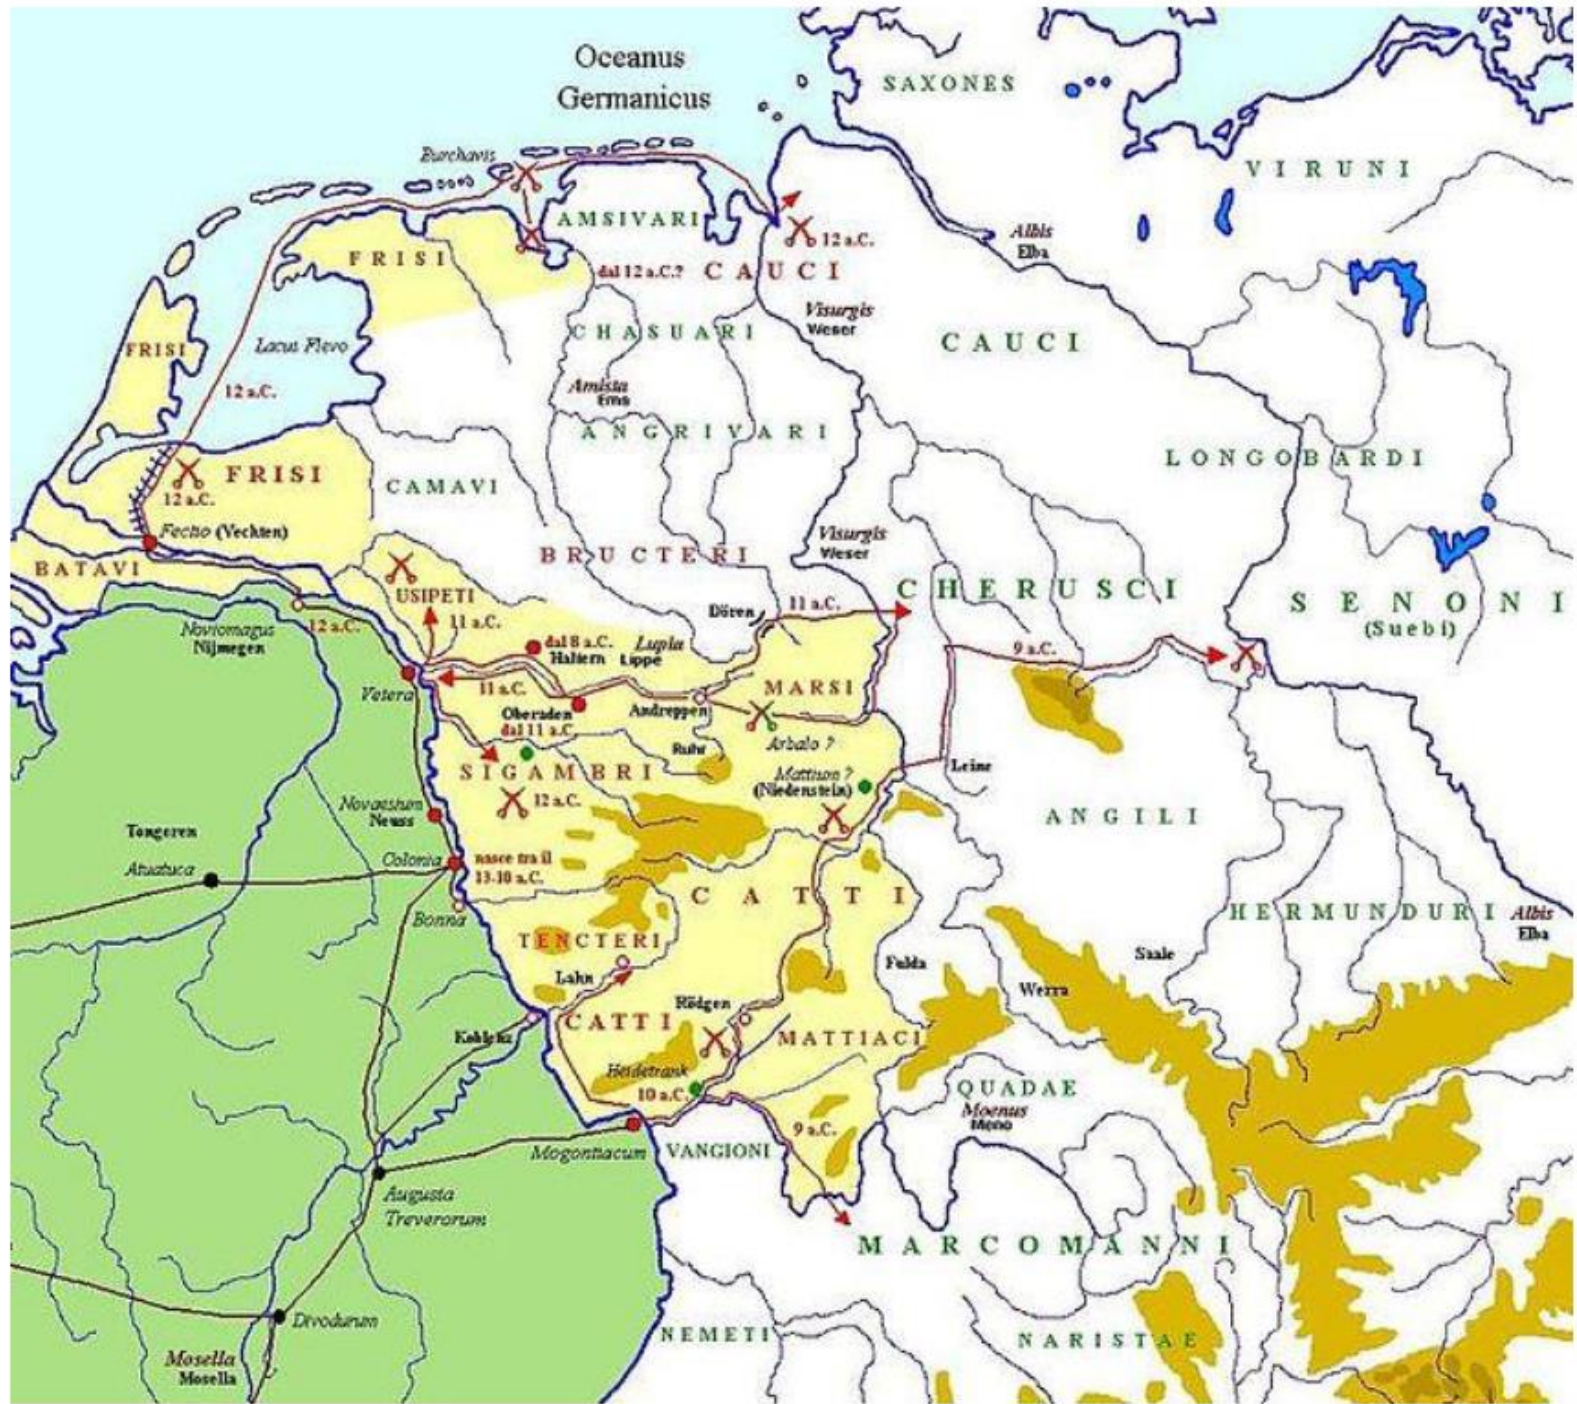 Oceanus
Germanicus
SAXONES
VIRUNI
Burchavis
AMSIVARI
12 a.C.
Albis
Elba
FRISI
dal 12 a.C.?
CAUCI
Visurgis
Weser
CHASUARI
CAUCI
FRISI
Lacus Flevo
12 a.C.
Amisia
Ems
ANGRIVARI
LONGOBARDI
FRISI
CAMAVI
12 a.C.
Fectio (Vechten)
Visurgis
Weser
BATAVI
BRUCTERI
USIPETI
CHERUSCI
SENONI
(Suebi)
Dören
11 a.C.
12 a.C.
11 a.C.
Noviomagus
Nijmegen
dal 8 a.C.
Haltern
Lupia
Lippe
9 a.C.
Vetera
11 a.C.
MARSI
Oberaden
dal 11 a.C.
Andreppen
Ruhr
Arbalo ?
SIGAMBRI
Mattium ?
(Niedenstein)
Leine
12 a.C.
Novaesium
Neuss
ANGILI
Tongeren
Atuatuca
Colonia
nasce tra il
13-10 a.C.
CATTI
Bonna
HERMUNDURI
Albis
Elba
TENCTERI
Lahn
Fulda
Saale
Werra
Rödgen
CATTI
Koblenz
MATTIACI
Heidetrank
10 a.C.
QUADAE
Moenus
Meno
9 a.C.
Mogontiacum
VANGIONI
Augusta
Treverorum
MARCOMANNI
Divodurum
NEMETI
NARISTAE
Mosella
Mosella